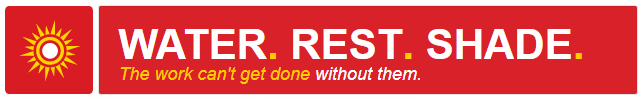 WATER. REST. SHADE.
The work can't get done without them.